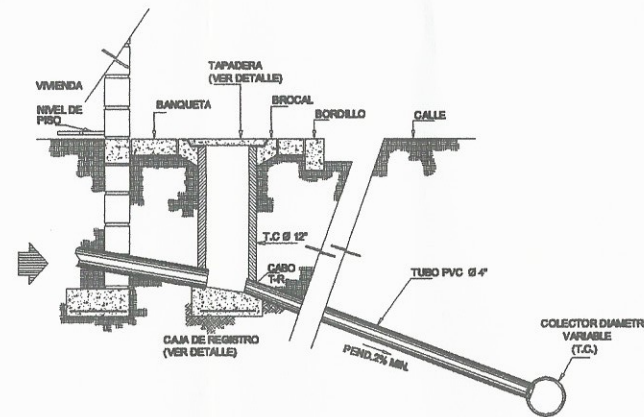 VIVIENDA
NIVEL DE
PISO
BANQUETA
TAPADERA
(VER DETALLE)
BROCAL
BORDILLO
CALLE
T.C Ø 12"
CABO
T-R.
TUBO PVC Ø 4"
CAJA DE REGISTRO
(VER DETALLE)
PEND.2% MIN.
COLECTOR DIAMETR
VARIABLE
(T.C.)